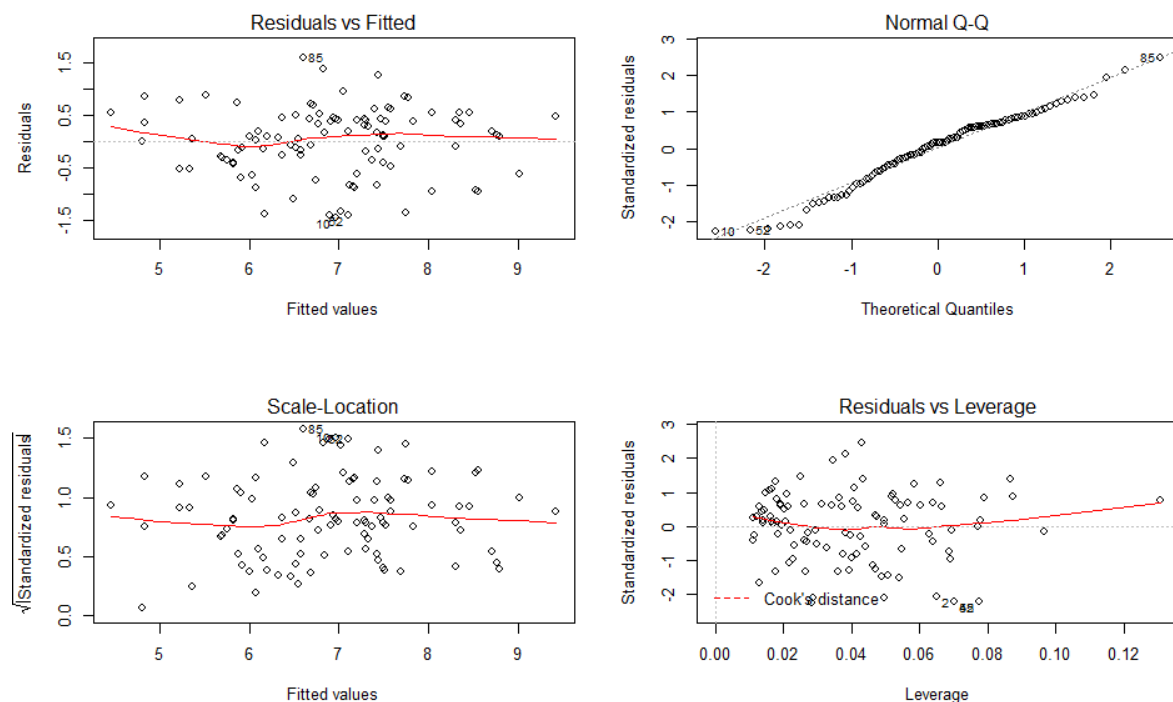 Residuals vs Fitted
Residuals
1.5
0.5
-0.5
-1.5
85
10
52
5 6 7 8 9
Fitted values
Normal Q-Q
Standardized residuals
3
2
1
0
-1
-2
85
10
52
-2 -1 0 1 2
Theoretical Quantiles
Scale-Location
√|Standardized residuals|
1.5
1.0
0.5
0.0
85
5 6 7 8 9
Fitted values
Residuals vs Leverage
Standardized residuals
3
2
1
0
-1
-2
2
Cook's distance
0.00 0.02 0.04 0.06 0.08 0.10 0.12
Leverage